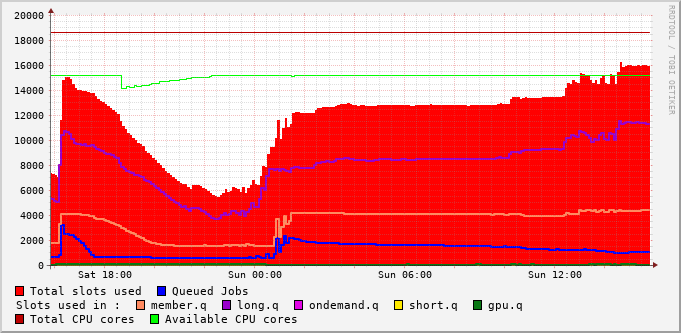 20000
18000
16000
14000
12000
10000
8000
6000
4000
2000
0
Sat 18:00 Sun 00:00 Sun 06:00 Sun 12:00
Total slots used Queued Jobs
Slots used in : member.q long.q ondemand.q short.q gpu.q
Total CPU cores Available CPU cores
RRDTOOL / TOBI OETIKER